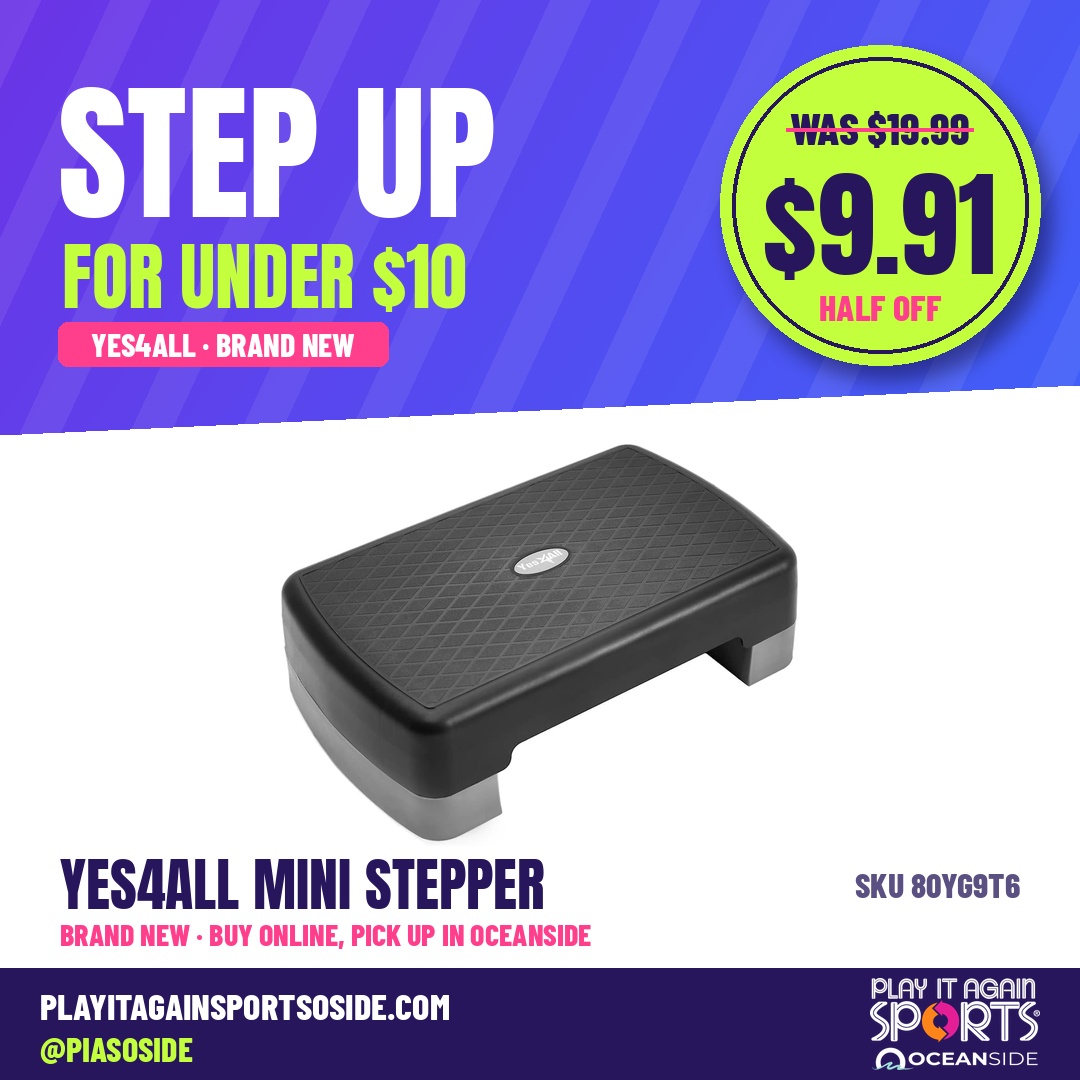 STEP UP
FOR UNDER $10
YES4ALL · BRAND NEW
WAS $19.99
$9.91
HALF OFF
Yes4All
YES4ALL MINI STEPPER
SKU 80YG9T6
BRAND NEW · BUY ONLINE, PICK UP IN OCEANSIDE
PLAYITAGAINSPORTSOSIDE.COM
@PIASOSIDE
PLAY IT AGAIN
SPORTS®
OCEANSIDE